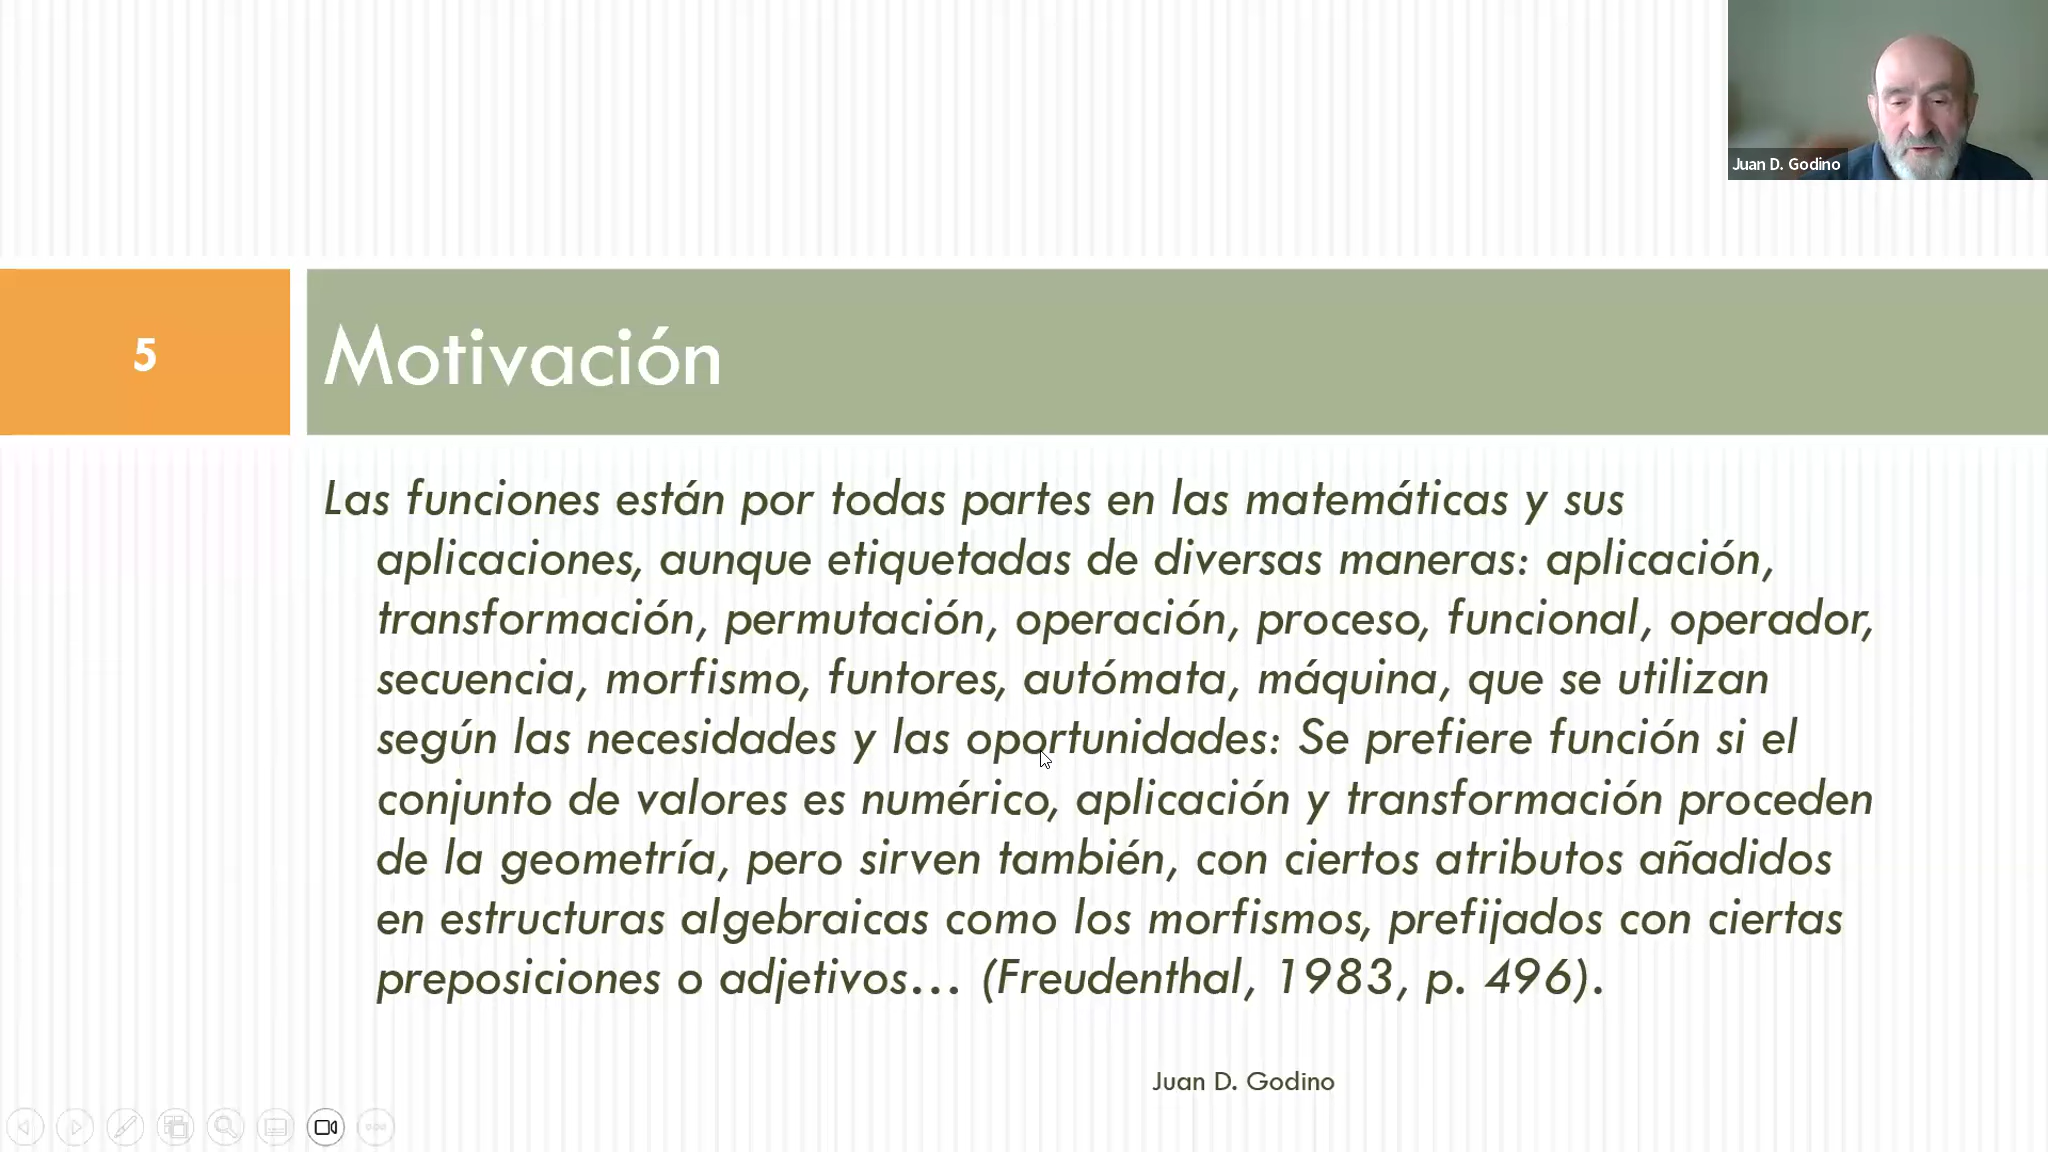 Juan D. Godino
5
Motivación
Las funciones están por todas partes en las matemáticas y sus
aplicaciones, aunque etiquetadas de diversas maneras: aplicación,
transformación, permutación, operación, proceso, funcional, operador,
secuencia, morfismo, funtores, autómata, máquina, que se utilizan
según las necesidades y las oportunidades: Se prefiere función si el
conjunto de valores es numérico, aplicación y transformación proceden
de la geometría, pero sirven también, con ciertos atributos añadidos
en estructuras algebraicas como los morfismos, prefijados con ciertas
preposiciones o adjetivos… (Freudenthal, 1983, p. 496).
Juan D. Godino